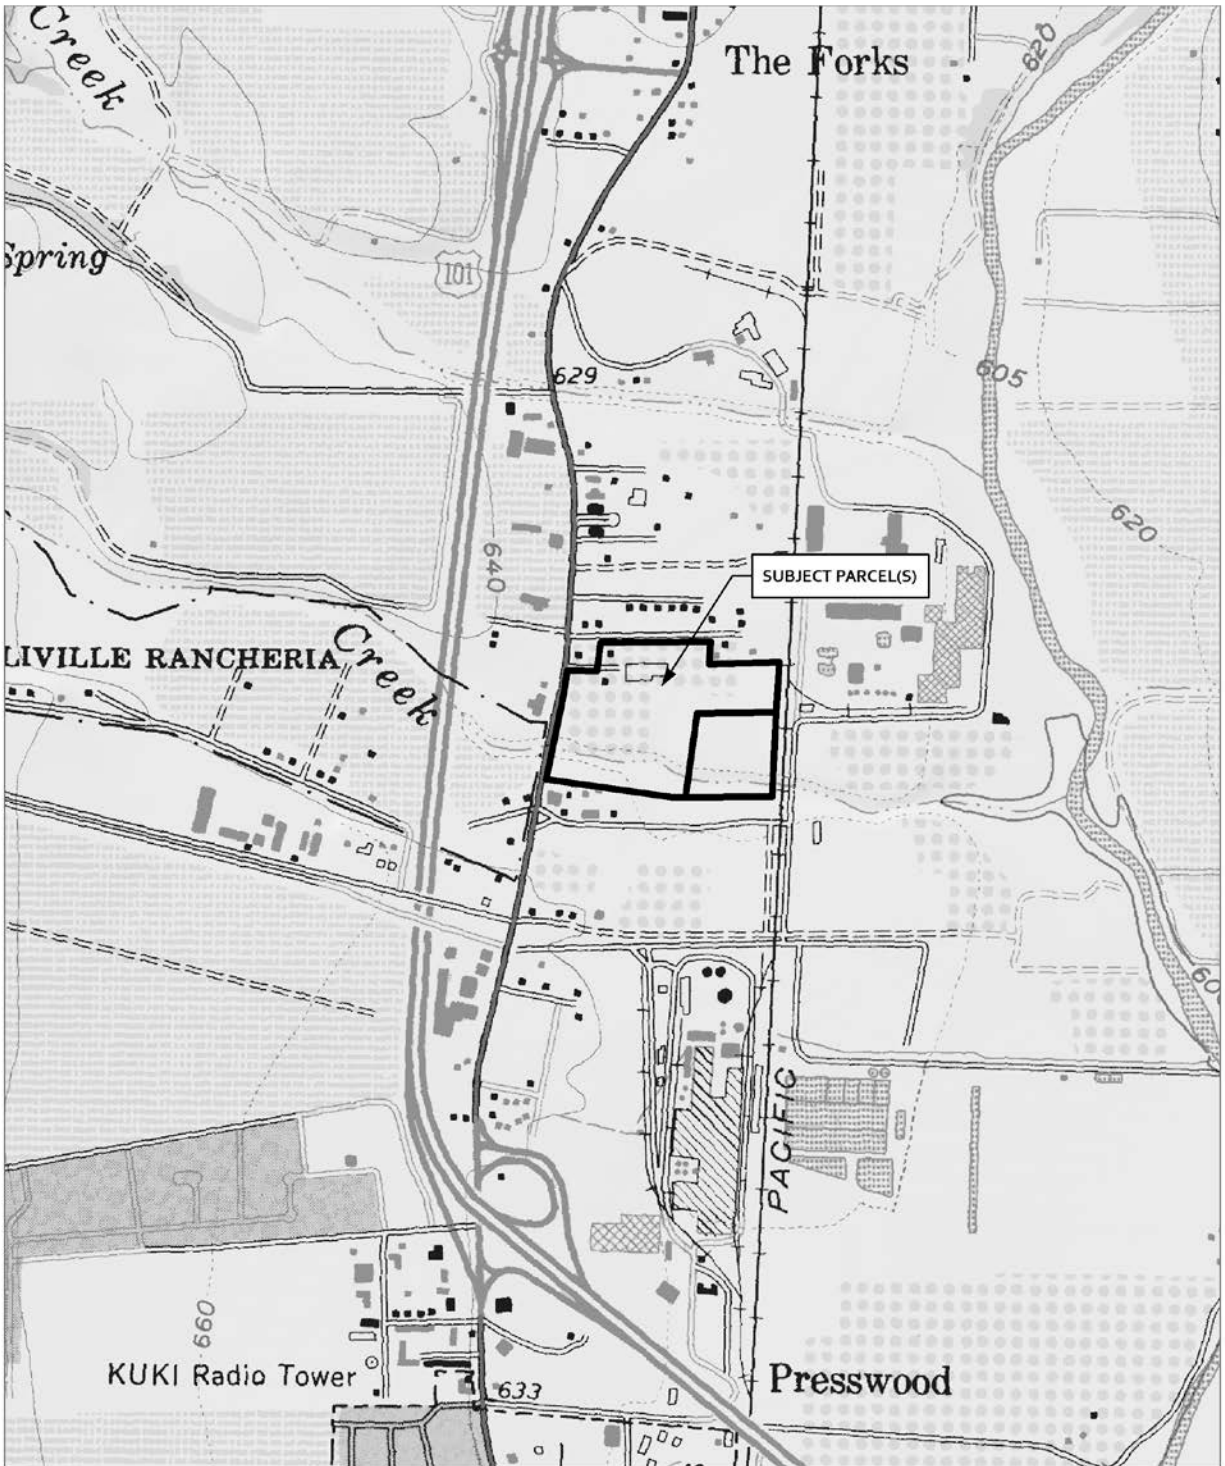 Creek
The Forks
620
Spring
101
629
605
620
640
SUBJECT PARCEL(S)
LIVILLE RANCHERIA
Creek
PACIFIC
660
KUKI Radio Tower
Presswood
633